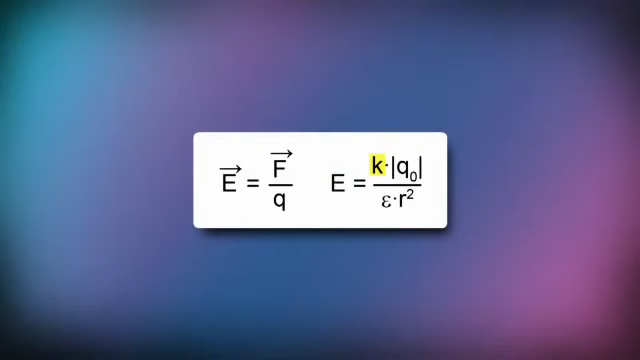 E⃗ = F⃗/q    E = k·|q₀|/ε·r²